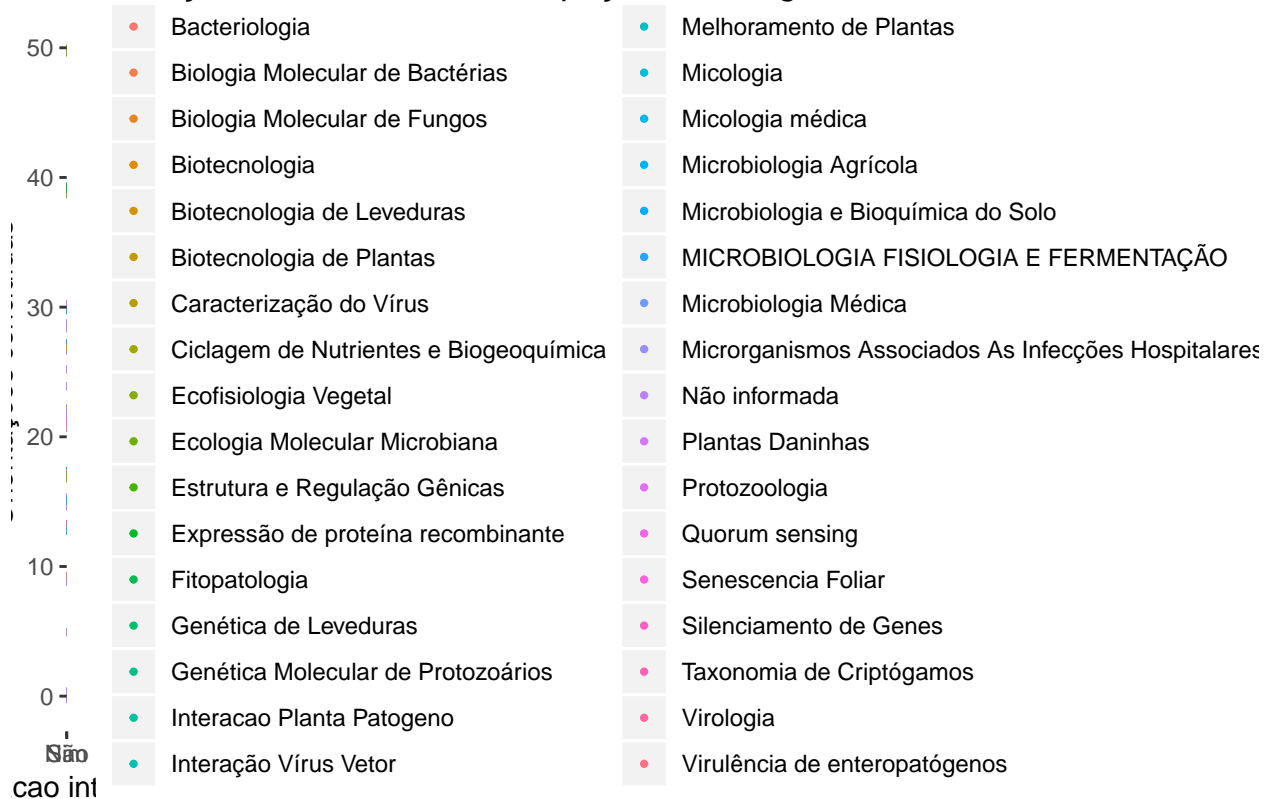 50
40
30
20
10
0
cao int
Bacteriologia
Biologia Molecular de Bactérias
Biologia Molecular de Fungos
Biotecnologia
Biotecnologia de Leveduras
Biotecnologia de Plantas
Caracterização do Vírus
Ciclagem de Nutrientes e Biogeoquímica
Ecofisiologia Vegetal
Ecologia Molecular Microbiana
Estrutura e Regulação Gênicas
Expressão de proteína recombinante
Fitopatologia
Genética de Leveduras
Genética Molecular de Protozoários
Interacao Planta Patogeno
Interação Vírus Vetor
Melhoramento de Plantas
Micologia
Micologia médica
Microbiologia Agrícola
Microbiologia e Bioquímica do Solo
MICROBIOLOGIA FISIOLOGIA E FERMENTAÇÃO
Microbiologia Médica
Microrganismos Associados As Infecções Hospitalares
Não informada
Plantas Daninhas
Protozoologia
Quorum sensing
Senescencia Foliar
Silenciamento de Genes
Taxonomia de Criptógamos
Virologia
Virulência de enteropatógenos